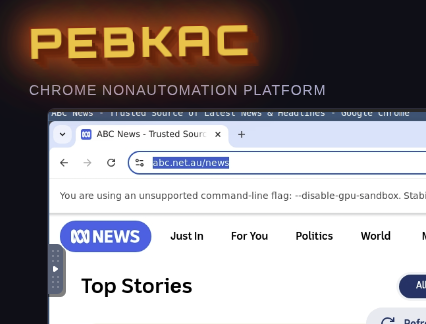 PEBKAC
CHROME NONAUTOMATION PLATFORM
ABC News - Trusted Source of Latest News & Headlines - Google Chrome
ABC News - Trusted Sourc
abc.net.au/news
You are using an unsupported command-line flag: --disable-gpu-sandbox. Stabi
NEWS Just In For You Politics World
Top Stories All
Refre